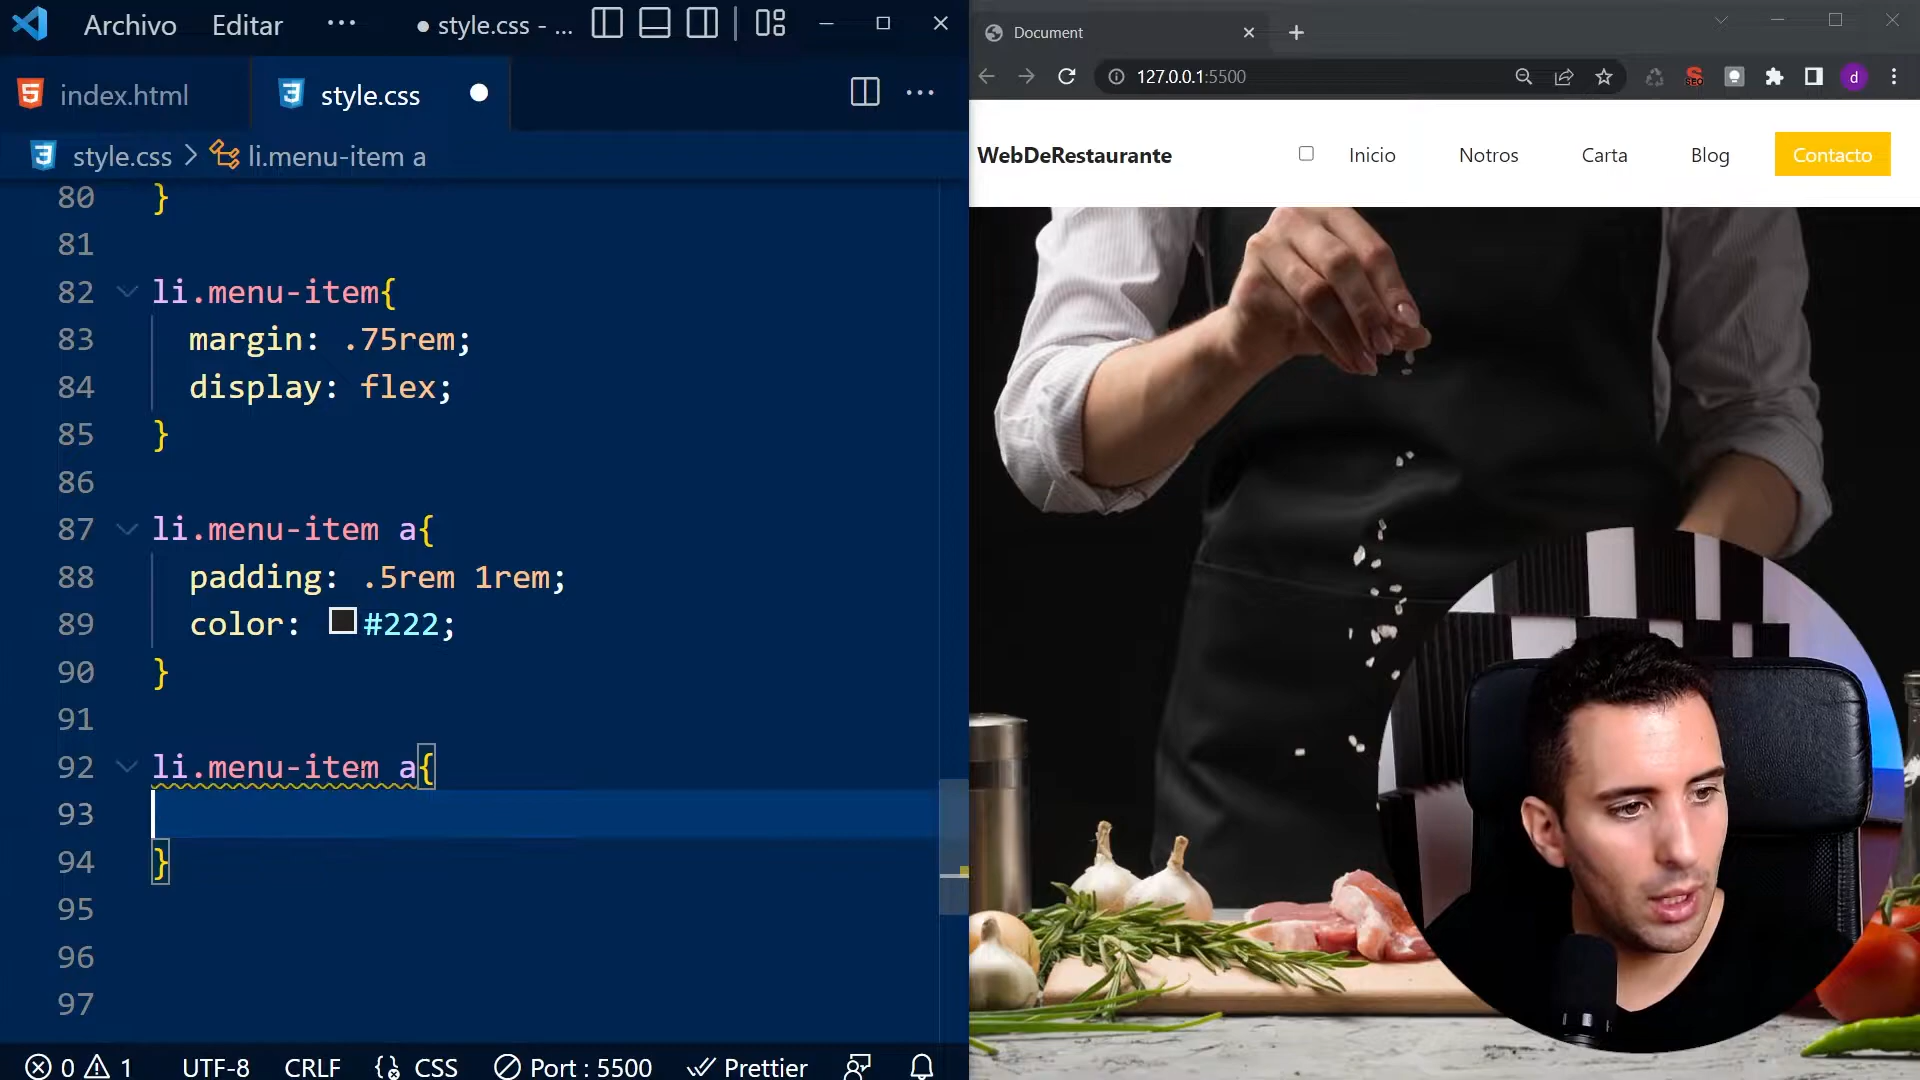 Archivo Editar ··· ● style.css - ...
index.html style.css
style.css > li.menu-item a
80 }
81
82 li.menu-item{
83 margin: .75rem;
84 display: flex;
85 }
86
87 li.menu-item a{
88 padding: .5rem 1rem;
89 color: #222;
90 }
91
92 li.menu-item a{
93
94 }
95
96
97
0 1 UTF-8 CRLF CSS Port : 5500 Prettier
Document
127.0.0.1:5500 SEO d
WebDeRestaurante Inicio Notros Carta Blog Contacto